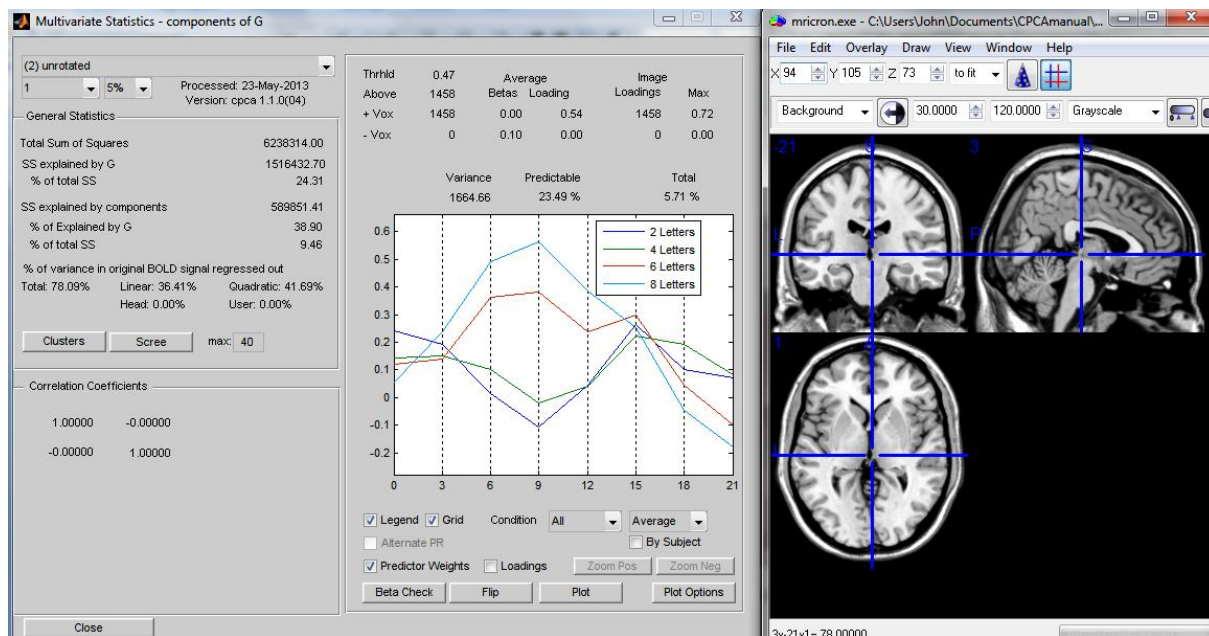 Multivariate Statistics - components of G
(2) unrotated
1 5% Processed: 23-May-2013
Version: cpca 1.1.0(04)
General Statistics
Total Sum of Squares 6238314.00
SS explained by G 1516432.70
% of total SS 24.31
SS explained by components 589851.41
% of Explained by G 38.90
% of total SS 9.46
% of variance in original BOLD signal regressed out
Total: 78.09% Linear: 36.41% Quadratic: 41.69%
Head: 0.00% User: 0.00%
Clusters Scree max: 40
Correlation Coefficients
1.00000 -0.00000
-0.00000 1.00000
Close
Thrhld 0.47 Average Image
Above 1458 Betas Loading Loadings Max
+ Vox 1458 0.00 0.54 1458 0.72
- Vox 0 0.10 0.00 0 0.00
Variance Predictable Total
1664.66 23.49 % 5.71 %
0.6
0.5
0.4
0.3
0.2
0.1
0
-0.1
-0.2
2 Letters
4 Letters
6 Letters
8 Letters
0 3 6 9 12 15 18 21
Legend Grid Condition All Average
Alternate PR By Subject
Predictor Weights Loadings Zoom Pos Zoom Neg
Beta Check Flip Plot Plot Options
mricron.exe - C:\Users\John\Documents\CPCAmanual\...
File Edit Overlay Draw View Window Help
X 94 Y 105 Z 73 to fit
Background 30.0000 120.0000 Grayscale
-21 3
L P
1
3x-21x1= 78.00000